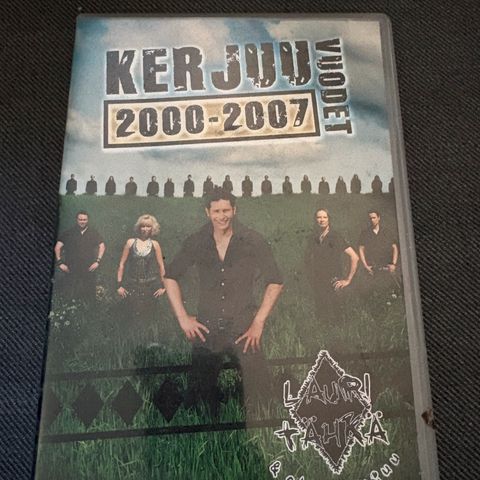 KERJUU
VUODET
2000-2007
LAURI
TÄHKÄ
&